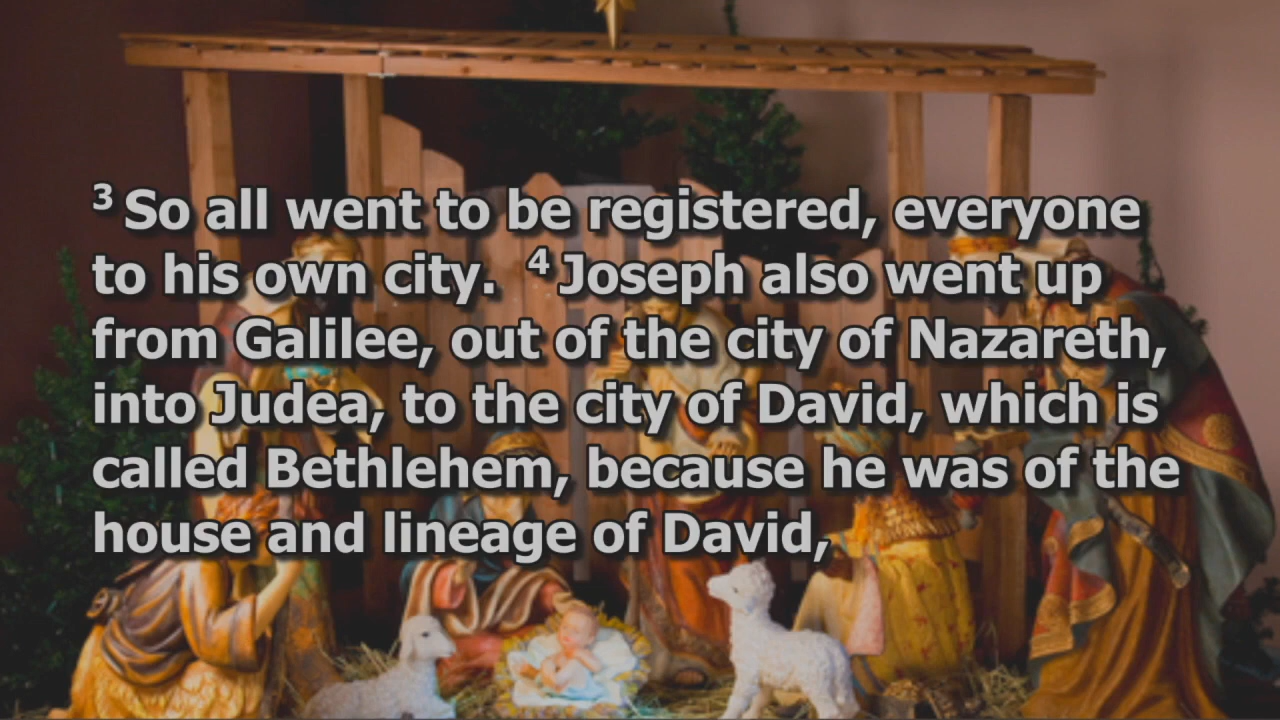 ³ So all went to be registered, everyone
to his own city. ⁴ Joseph also went up
from Galilee, out of the city of Nazareth,
into Judea, to the city of David, which is
called Bethlehem, because he was of the
house and lineage of David,